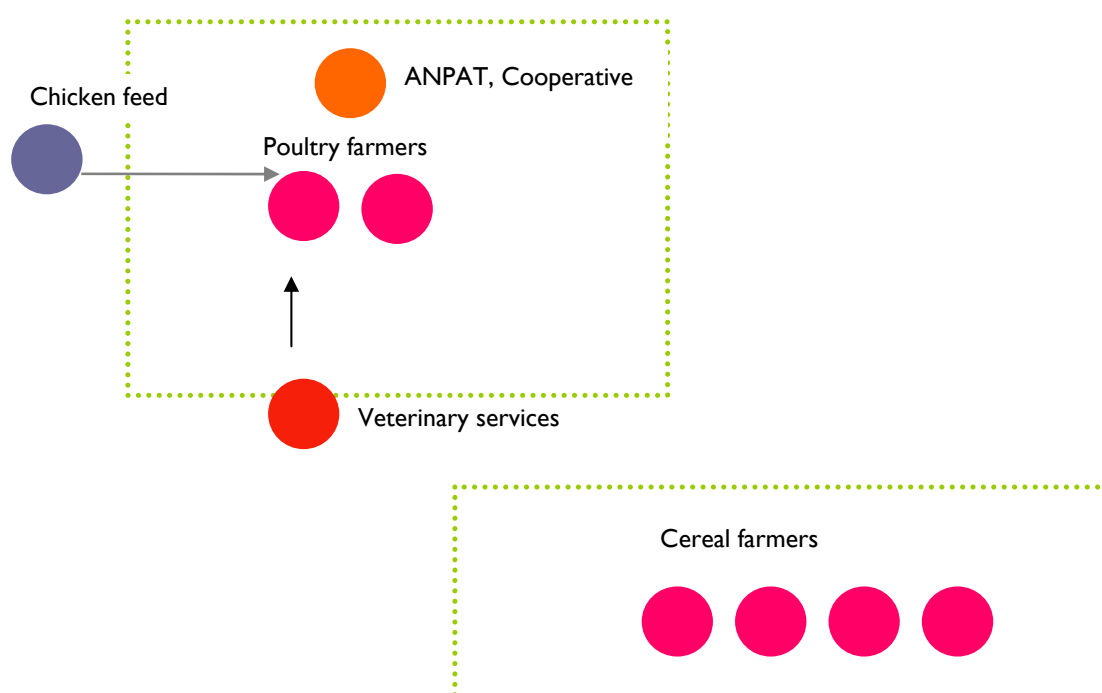 ANPAT, Cooperative
Chicken feed
Poultry farmers
Veterinary services
Cereal farmers